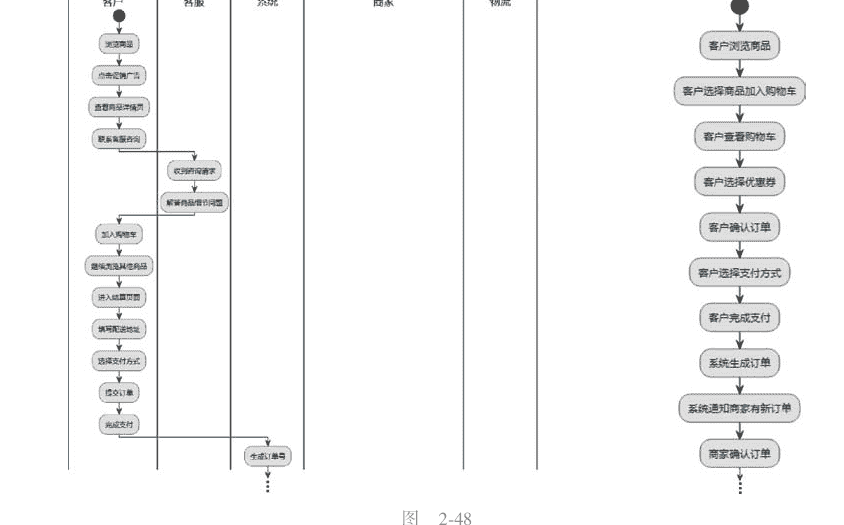 客户
客服
系统
商家
物流
浏览商品
点击促销广告
查看商品详情页
联系客服咨询
收到咨询请求
解答商品细节问题
加入购物车
继续浏览其他商品
进入结算页面
填写配送地址
选择支付方式
提交订单
完成支付
生成订单号
客户浏览商品
客户选择商品加入购物车
客户查看购物车
客户选择优惠券
客户确认订单
客户选择支付方式
客户完成支付
系统生成订单
系统通知商家有新订单
商家确认订单
图 2-48